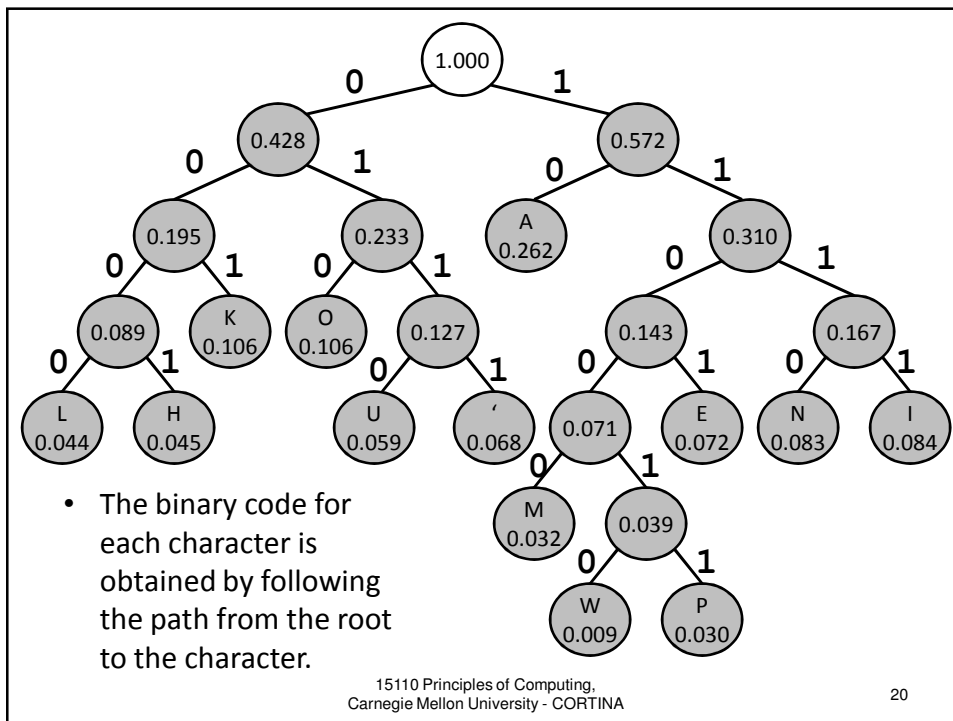 1.000
0 1
0.428 0.572
0 1 0 1
0.195 0.233 A 0.310
0.262
0 1 0 1 0 1
0.089 K O 0.127 0.143 0.167
0.106 0.106
0 1 0 1 0 1 0 1
L H U ‘ 0.071 E N I
0.044 0.045 0.059 0.068 0.072 0.083 0.084
0 1
M 0.039
0.032
0 1
W P
0.009 0.030
• The binary code for
each character is
obtained by following
the path from the root
to the character.
15110 Principles of Computing,
Carnegie Mellon University - CORTINA
20